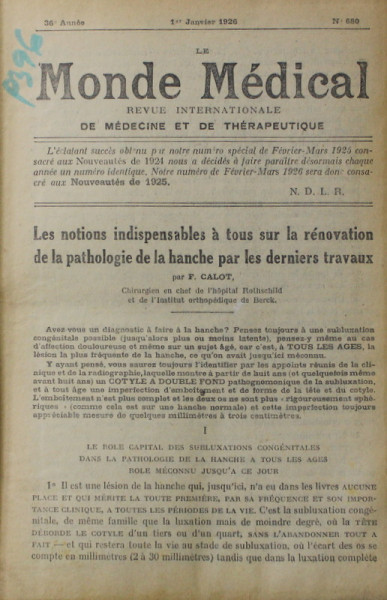 36e Année
1er Janvier 1926
No 680
P396
LE
Monde Médical
REVUE INTERNATIONALE
DE MÉDECINE ET DE THÉRAPEUTIQUE
L'éclatant succès obtenu par notre numéro spécial de Février-Mars 1925 con-
sacré aux Nouveautés de 1924 nous a décidés à faire paraître désormais chaque
année un numéro identique. Notre numéro de Février-Mars 1926 sera donc consa-
cré aux Nouveautés de 1925.
N. D. L. R.
Les notions indispensables à tous sur la rénovation
de la pathologie de la hanche par les derniers travaux
par F. CALOT,
Chirurgien en chef de l'hôpital Rothschild
et de l'Institut orthopédique de Berck.
Avez-vous un diagnostic à faire à la hanche? Pensez toujours à une subluxation
congénitale possible (jusqu'alors plus ou moins latente), pensez-y même au cas
d'affection douloureuse et même sur un sujet âgé, car c'est, à TOUS LES AGES, la
lésion la plus fréquente de la hanche, ce qu'on avait jusqu'ici méconnu.
Y ayant pensé, vous saurez toujours l'identifier par les appoints réunis de la cli-
nique et de la radiographie, laquelle montre à partir de huit ans (et quelquefois même
avant huit ans) un COTYLE A DOUBLE FOND pathognomonique de la subluxation,
et à tout âge une imperfection d'emboîtement et de forme de la tête et du cotyle.
L'emboîtement n'est plus complet et les deux os ne sont plus « rigoureusement sphé-
riques » (comme cela est sur une hanche normale) et cette imperfection toujours
appréciable mesure de quelques millimètres à trois centimètres.
I
LE ROLE CAPITAL DES SUBLUXATIONS CONGÉNITALES
DANS LA PATHOLOGIE DE LA HANCHE A TOUS LES AGES
ROLE MÉCONNU JUSQU'A CE JOUR
1o Il est une lésion de la hanche qui, jusqu'ici, n'a eu dans les livres AUCUNE
PLACE ET QUI MÉRITE LA TOUTE PREMIÈRE, PAR SA FRÉQUENCE ET SON IMPOR-
TANCE CLINIQUE, A TOUTES LES PÉRIODES DE LA VIE. C'est la subluxation congé-
nitale, de même famille que la luxation mais de moindre degré, où la TÊTE
DÉBORDE LE COTYLE d'un tiers ou d'un quart, SANS L'ABANDONNER TOUT A
FAIT — et qui restera toute la vie au stade de subluxation, où l'écart des os se
compte en millimètres (2 à 30 millimètres) tandis que dans la luxation complète